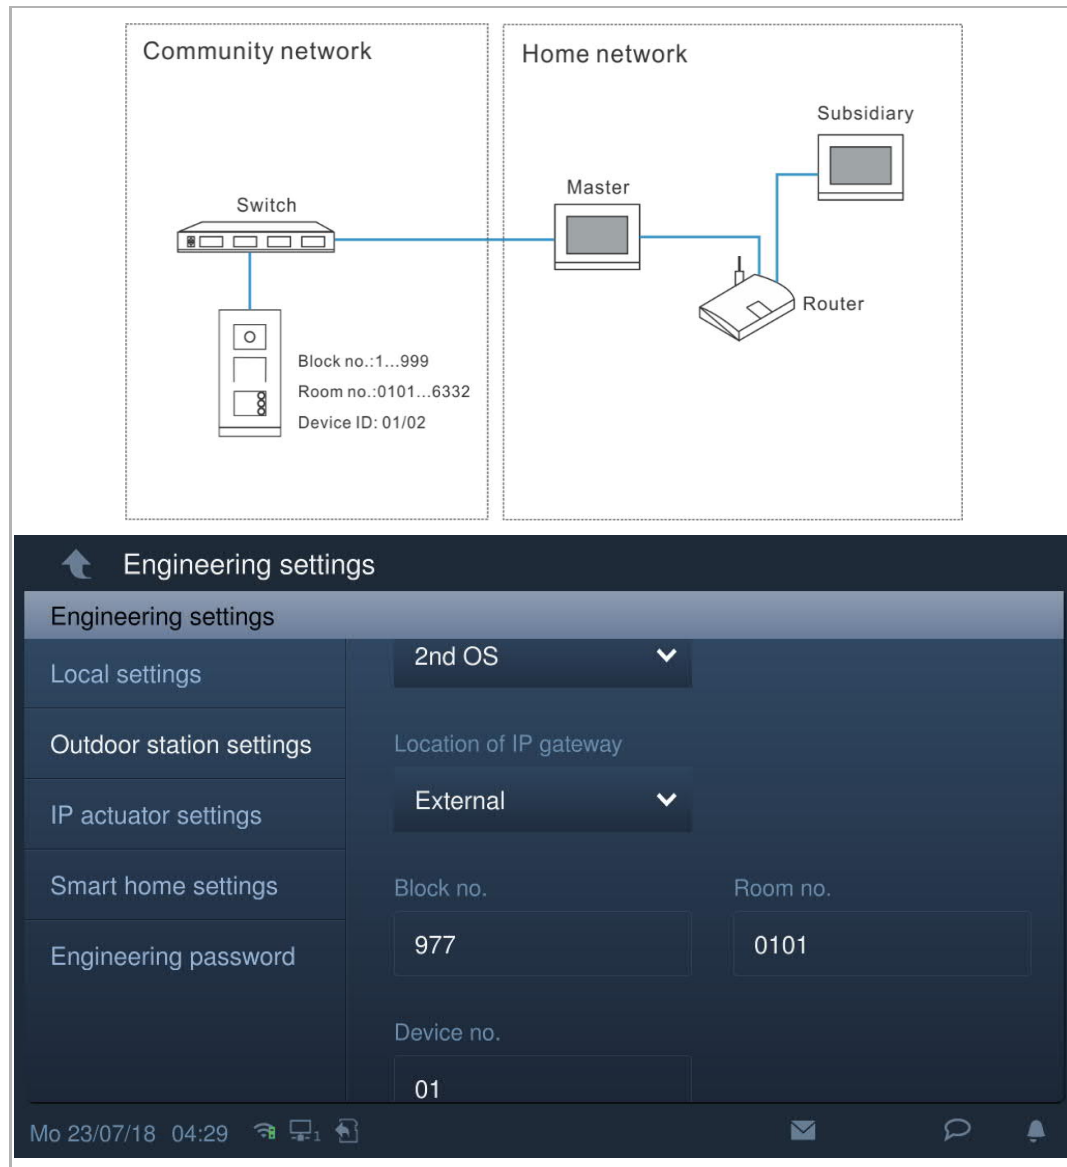 Community network
Home network
Subsidiary
Master
Switch
Router
Block no.:1...999
Room no.:0101...6332
Device ID: 01/02
Engineering settings
Engineering settings
Local settings
Outdoor station settings
IP actuator settings
Smart home settings
Engineering password
2nd OS
Location of IP gateway
External
Block no.
Room no.
977
0101
Device no.
01
Mo 23/07/18 04:29
1